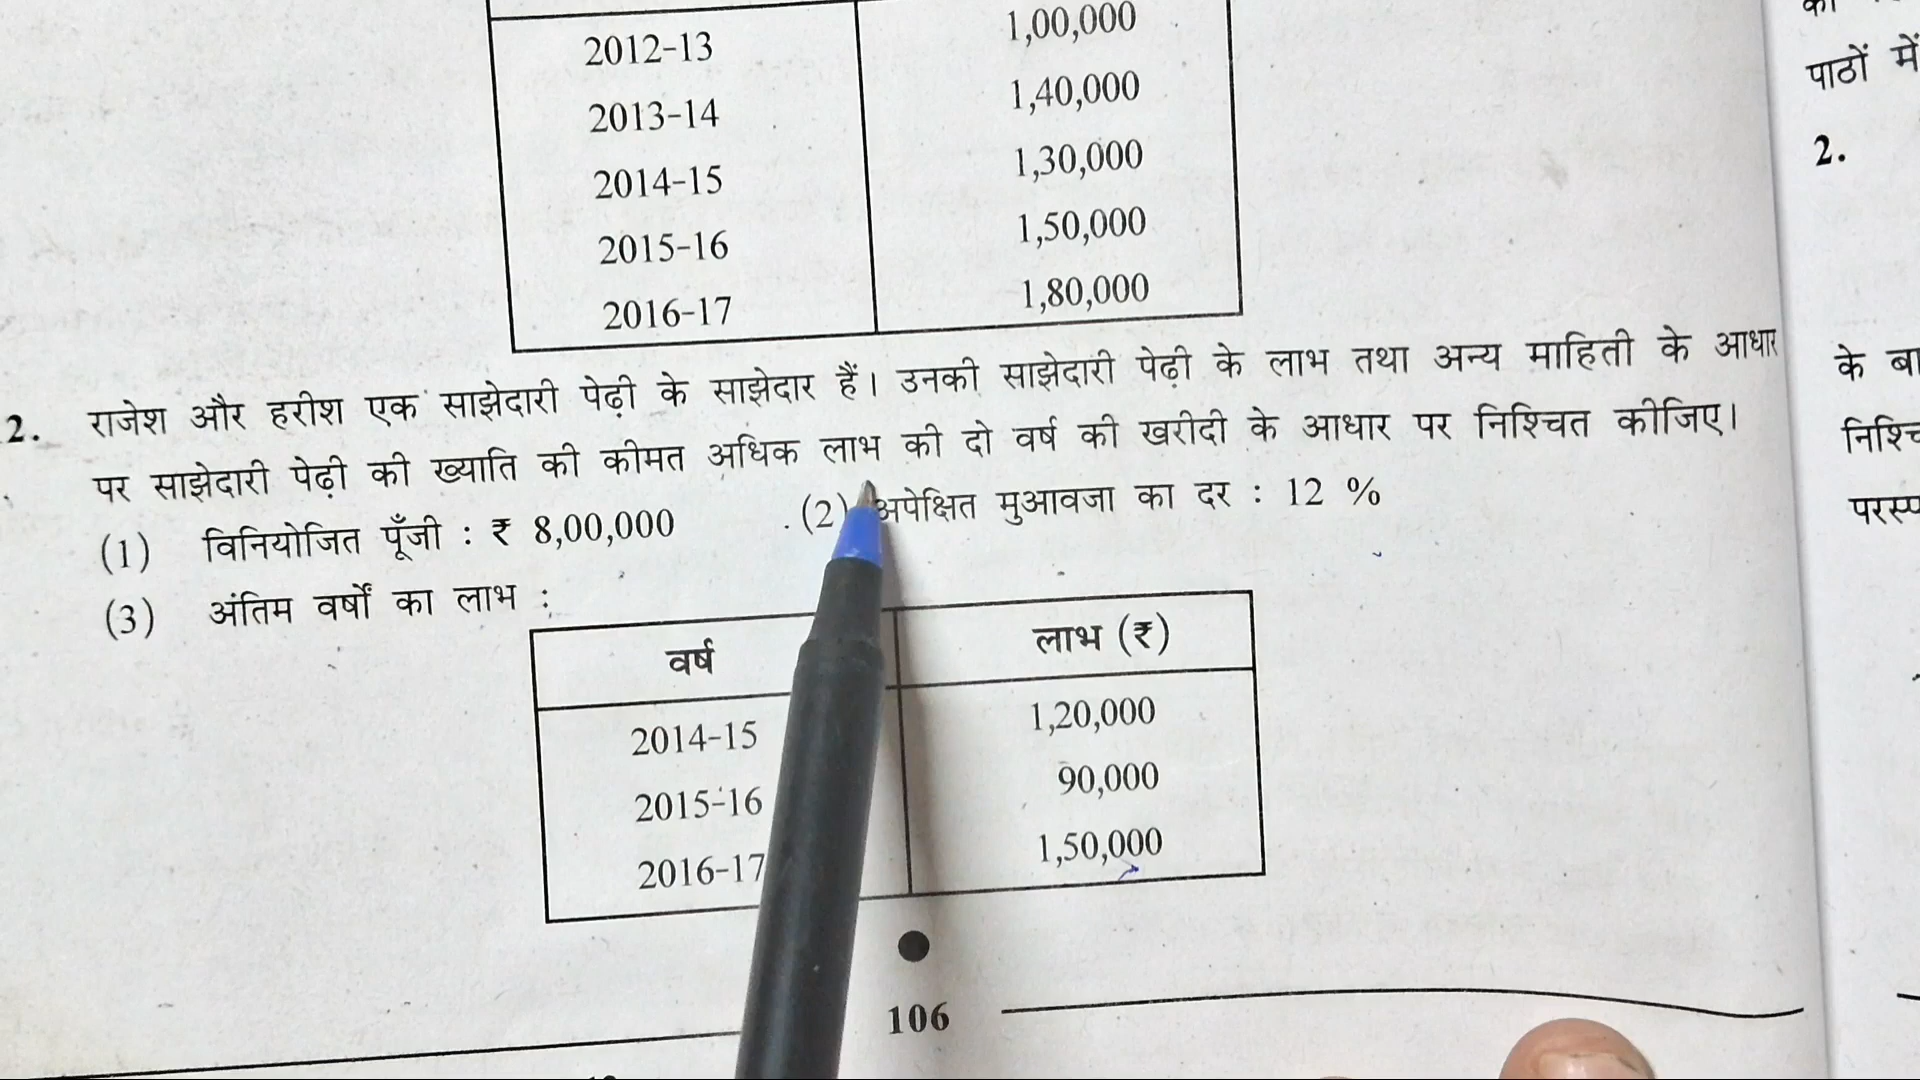 2012-13 1,00,000
2013-14 1,40,000
2014-15 1,30,000
2015-16 1,50,000
2016-17 1,80,000
2. राजेश और हरीश एक साझेदारी पेढ़ी के साझेदार हैं। उनकी साझेदारी पेढ़ी के लाभ तथा अन्य माहिती के आधार
पर साझेदारी पेढ़ी की ख्याति की कीमत अधिक लाभ की दो वर्ष की खरीदी के आधार पर निश्चित कीजिए।
(1) विनियोजित पूँजी : ₹ 8,00,000 (2) अपेक्षित मुआवजा का दर : 12 %
(3) अंतिम वर्षों का लाभ :
वर्ष लाभ (₹)
2014-15 1,20,000
2015-16 90,000
2016-17 1,50,000
106
पाठों में
2.
के